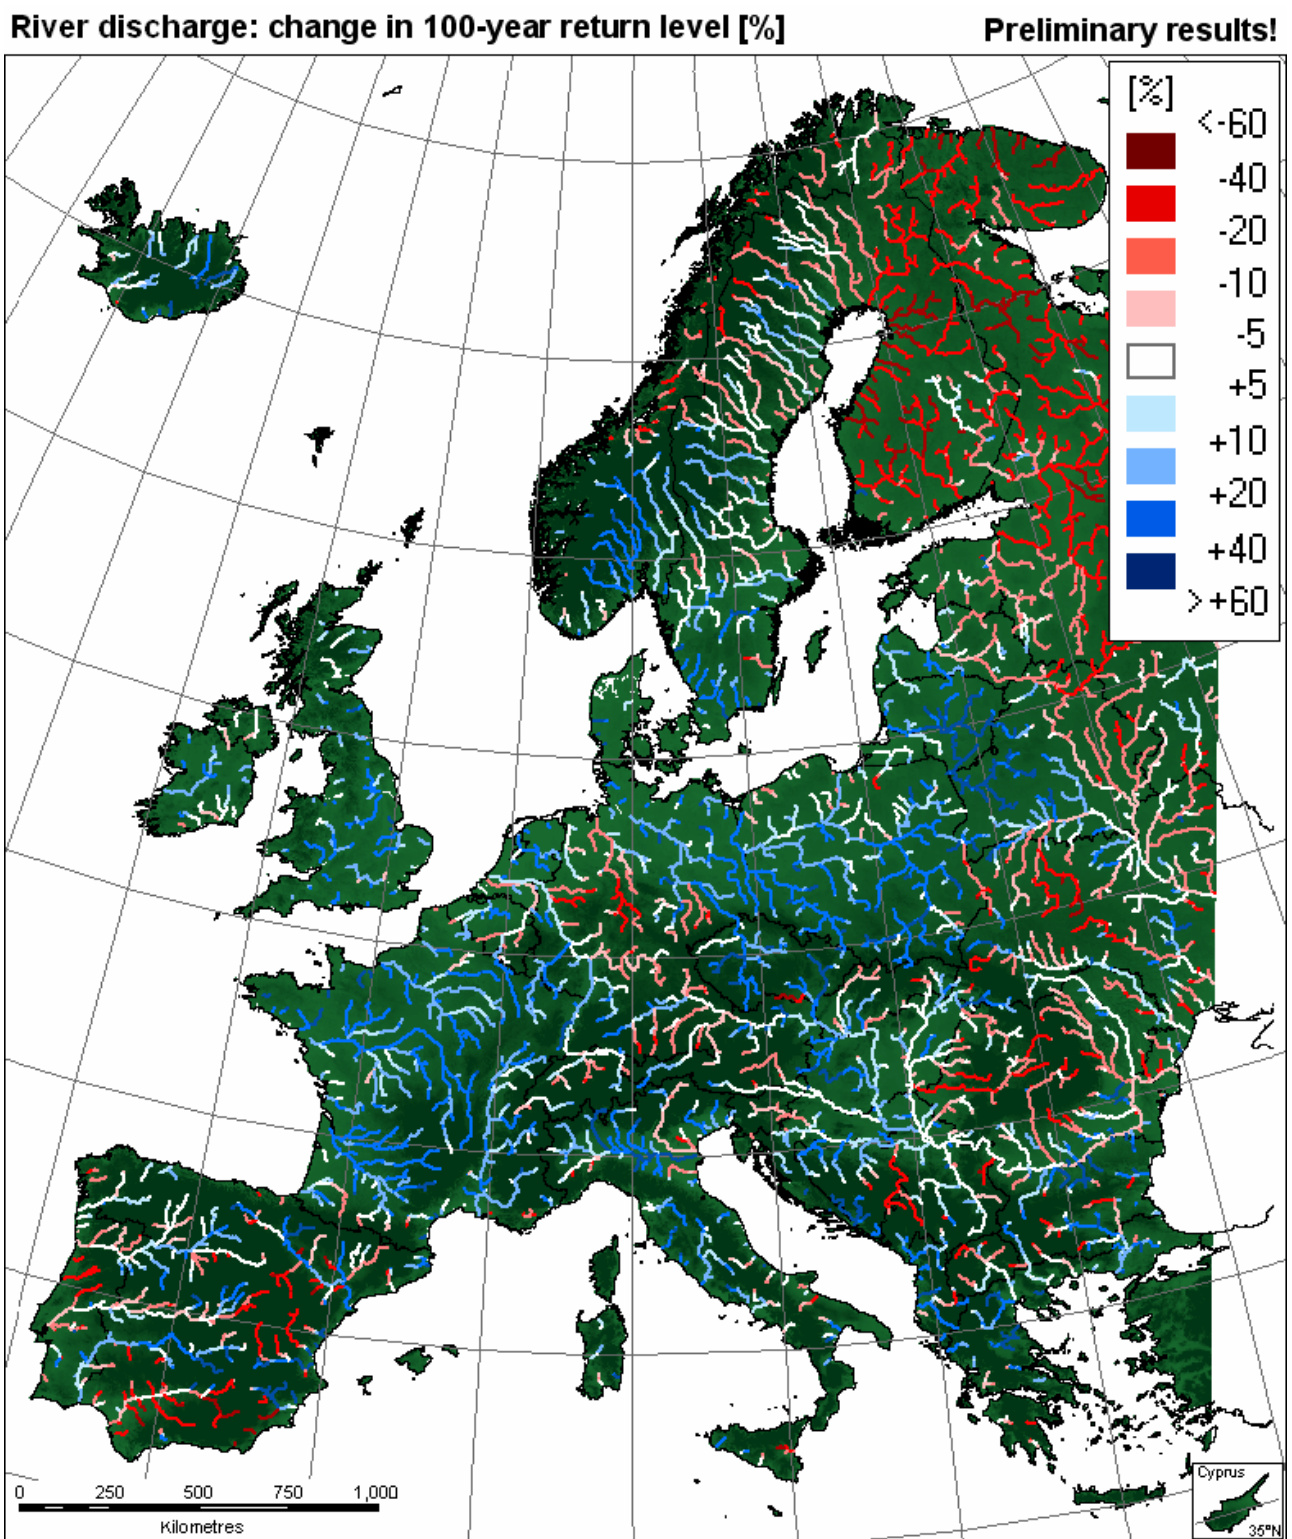 River discharge: change in 100-year return level [%]
Preliminary results!
[%]
<-60
-40
-20
-10
-5
+5
+10
+20
+40
>+60
0 250 500 750 1,000
Kilometres
Cyprus
35°N